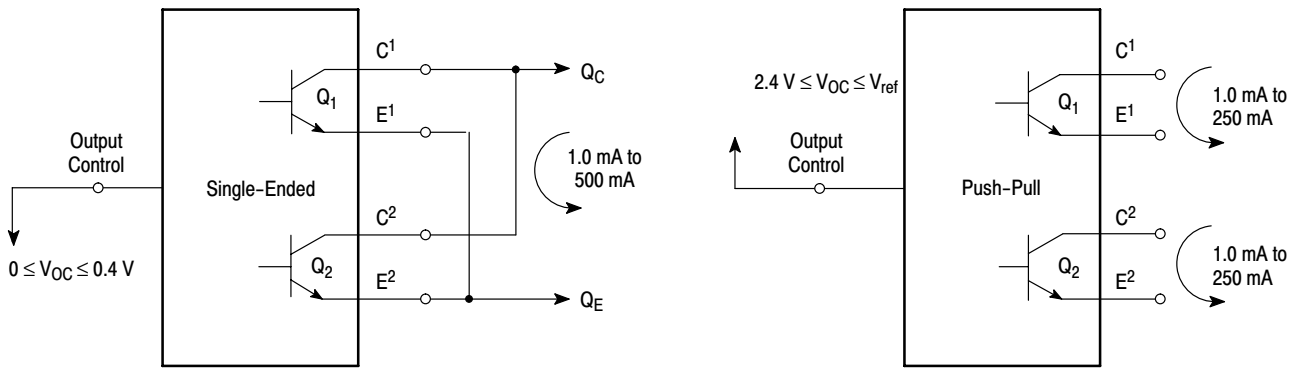 C1
Q1
E1
QC
Output
Control
Single-Ended
1.0 mA to
500 mA
C2
Q2
E2
QE
0 ≤ VOC ≤ 0.4 V
C1
Q1
E1
1.0 mA to
250 mA
2.4 V ≤ VOC ≤ Vref
Output
Control
Push-Pull
C2
Q2
E2
1.0 mA to
250 mA